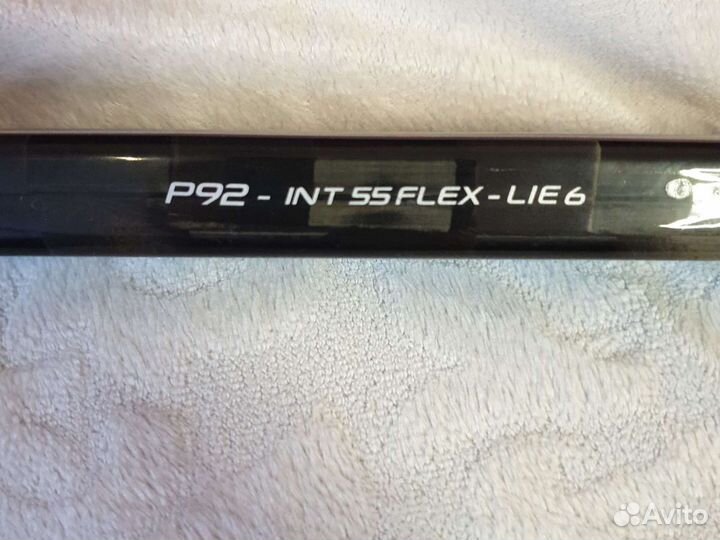 P92 - INT 55 FLEX - LIE 6
Avito